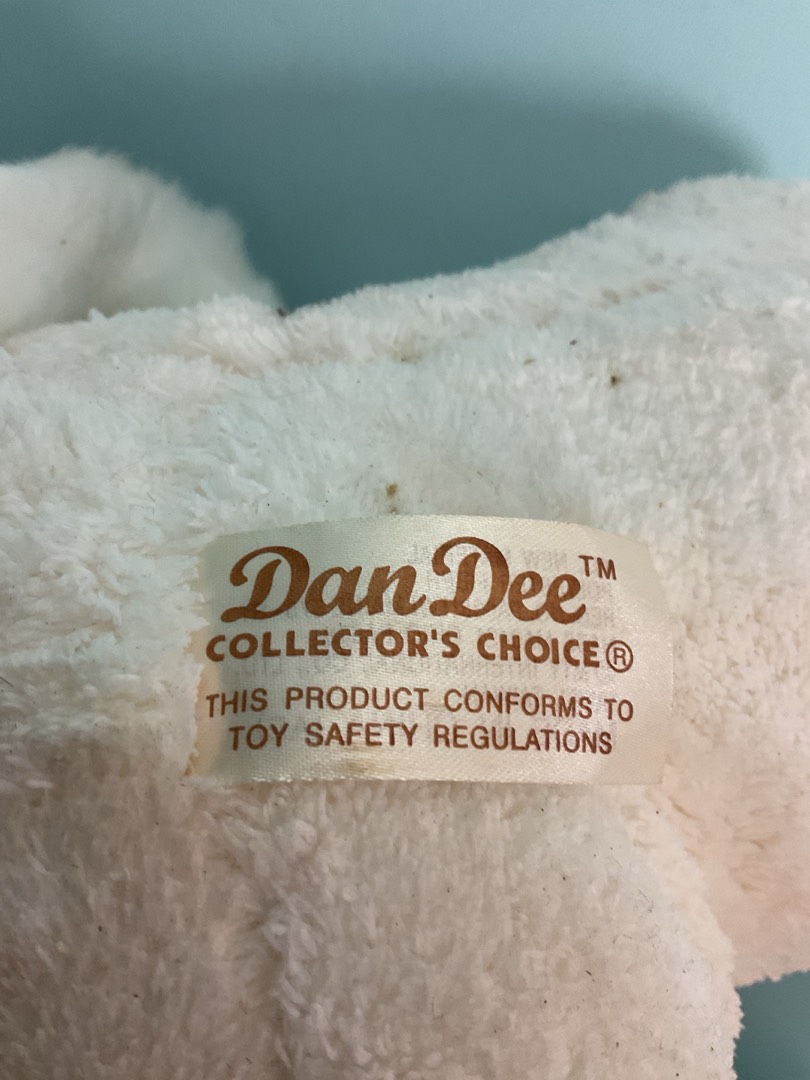 Dan Dee™
COLLECTOR'S CHOICE®
THIS PRODUCT CONFORMS TO
TOY SAFETY REGULATIONS